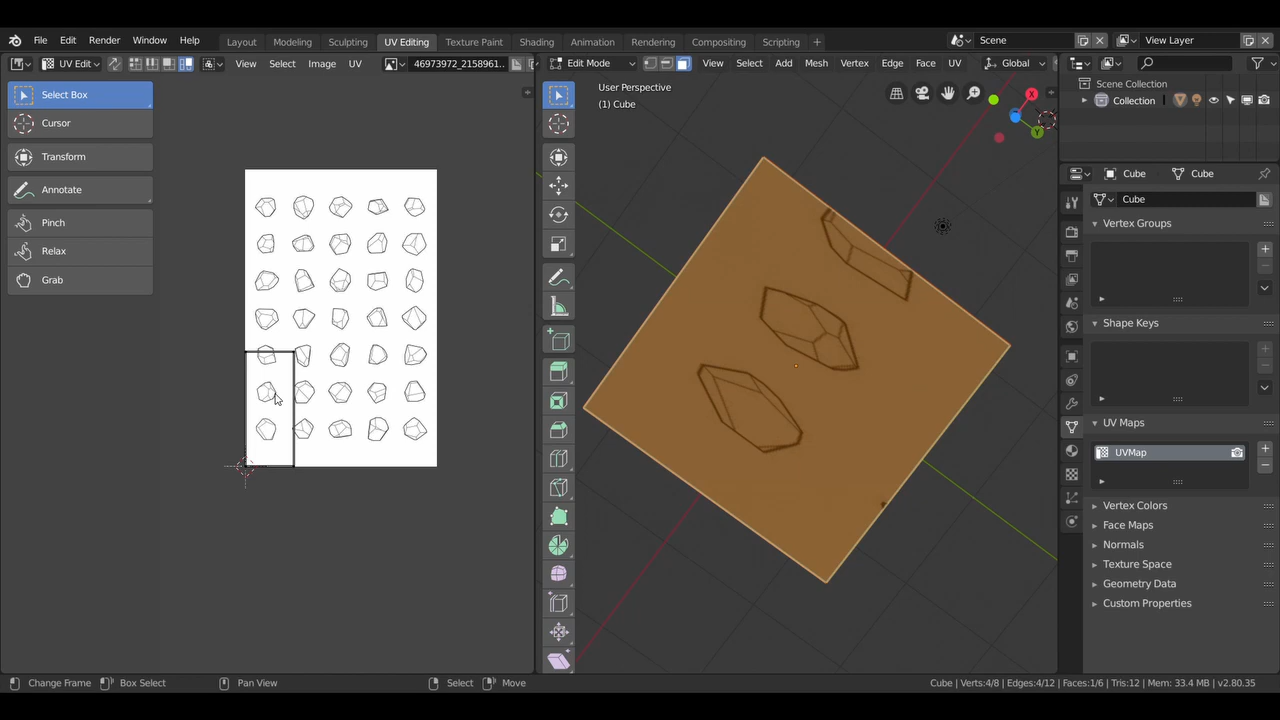 File Edit Render Window Help Layout Modeling Sculpting UV Editing Texture Paint Shading Animation Rendering Compositing Scripting + Scene View Layer
UV Edit View Select Image UV 46973972_2158961..
Edit Mode View Select Add Mesh Vertex Edge Face UV Global
Select Box
Cursor
Transform
Annotate
Pinch
Relax
Grab
User Perspective
(1) Cube
X
Y
Scene Collection
Collection
Cube Cube
Cube
Vertex Groups
Shape Keys
UV Maps
UVMap
Vertex Colors
Face Maps
Normals
Texture Space
Geometry Data
Custom Properties
Change Frame Box Select Pan View Select Move Cube | Verts:4/8 | Edges:4/12 | Faces:1/6 | Tris:12 | Mem: 33.4 MB | v2.80.35